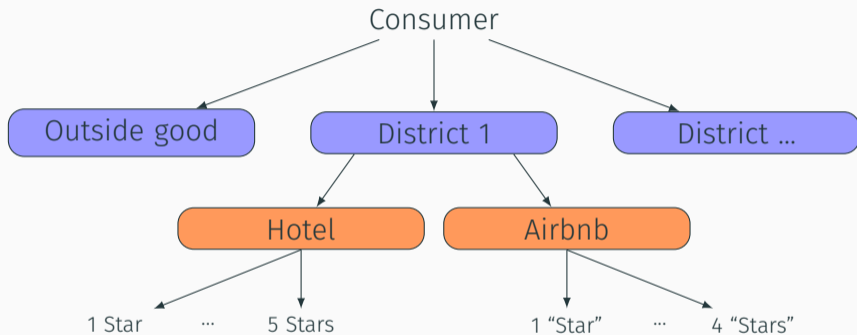 Consumer
Outside good
District 1
District ...
Hotel
Airbnb
1 Star
...
5 Stars
1 “Star”
...
4 “Stars”